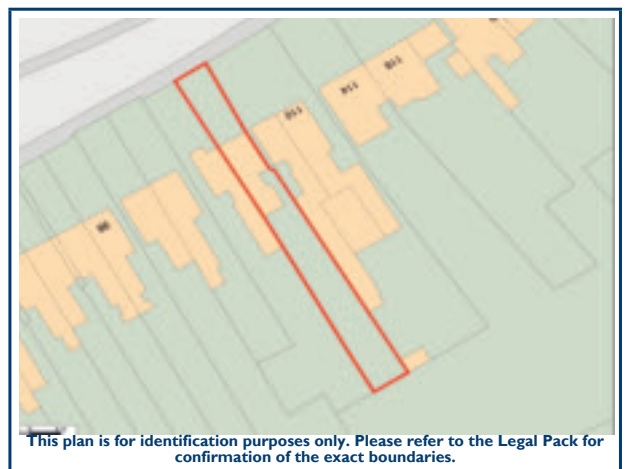 This plan is for identification purposes only. Please refer to the Legal Pack for
confirmation of the exact boundaries.